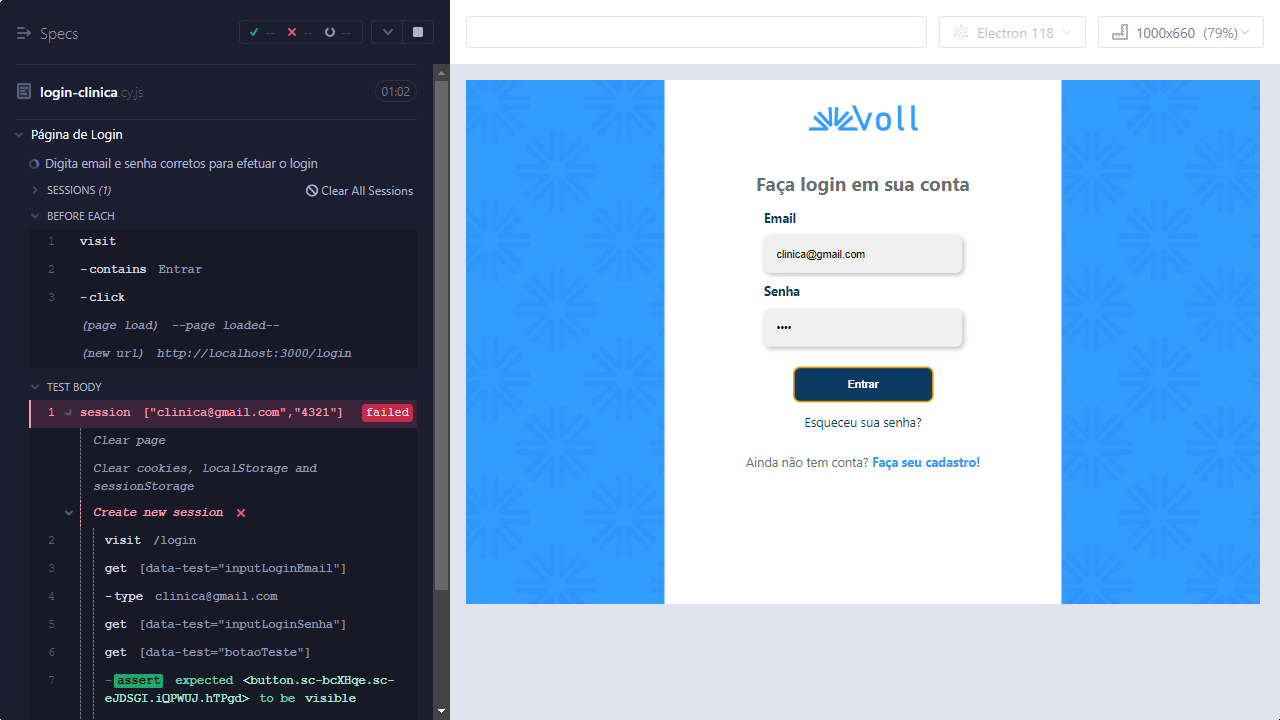 Specs
-- -- --
login-clinica.cy.js
01:02
Página de Login
Digita email e senha corretos para efetuar o login
SESSIONS (1)
Clear All Sessions
BEFORE EACH
1 visit
2 -contains Entrar
3 -click
(page load) --page loaded--
(new url) http://localhost:3000/login
TEST BODY
1 session ["clinica@gmail.com","4321"] failed
Clear page
Clear cookies, localStorage and
sessionStorage
Create new session
2 visit /login
3 get [data-test="inputLoginEmail"]
4 -type clinica@gmail.com
5 get [data-test="inputLoginSenha"]
6 get [data-test="botaoTeste"]
7 -assert expected <button.sc-bcXHqe.sc-
eJDSGI.iQPWUJ.hTPgd> to be visible
Electron 118
1000x660 (79%)
Voll
Faça login em sua conta
Email
clinica@gmail.com
Senha
••••
Entrar
Esqueceu sua senha?
Ainda não tem conta? Faça seu cadastro!